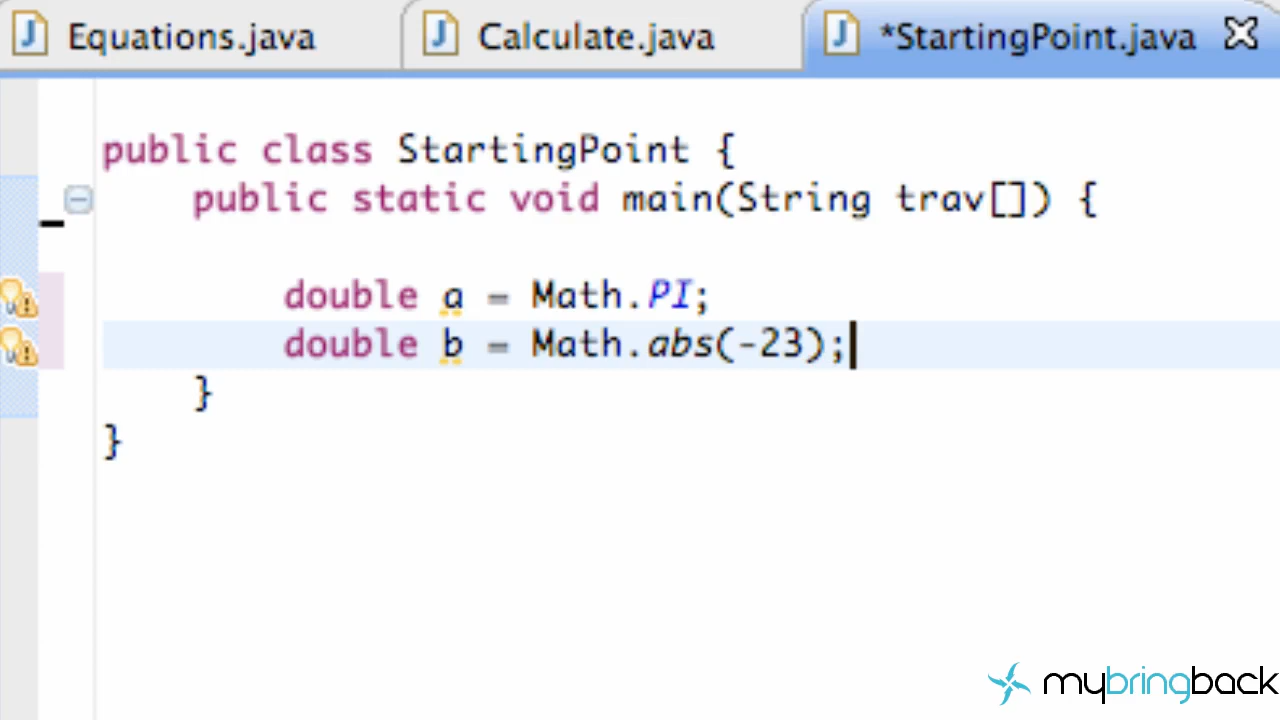 Equations.java
Calculate.java
*StartingPoint.java
public class StartingPoint {
public static void main(String trav[]) {
double a = Math.PI;
double b = Math.abs(-23);
}
}
mybringback